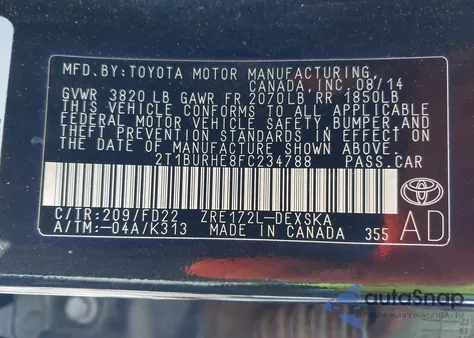 MFD.BY:TOYOTA MOTOR MANUFACTURING,
CANADA,INC.08/14
GVWR 3820LB GAWR FR 2070LB RR 1850LB
THIS VEHICLE CONFORMS TO ALL APPLICABLE
FEDERAL MOTOR VEHICLE SAFETY,BUMPER,AND
THEFT PREVENTION STANDARDS IN EFFECT ON
THE DATE OF MANUFACTURE SHOWN ABOVE.
2T1BURHE8FC234788 PASS.CAR
C/TR:209/FD22 ZRE172L-DEXSKA
A/TM:-04A/K313 MADE IN CANADA 355 AD
autoSnap